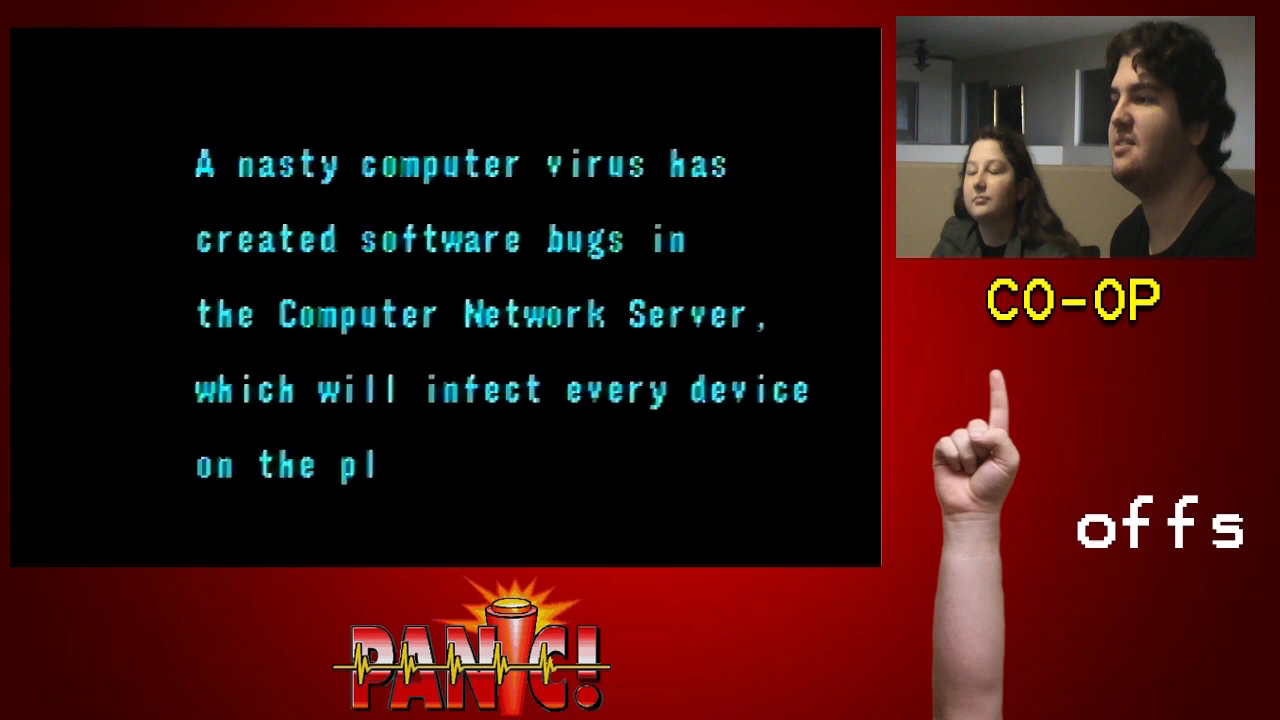 A nasty computer virus has
created software bugs in
the Computer Network Server,
which will infect every device
on the pl
CO-OP
offs
PANIC!